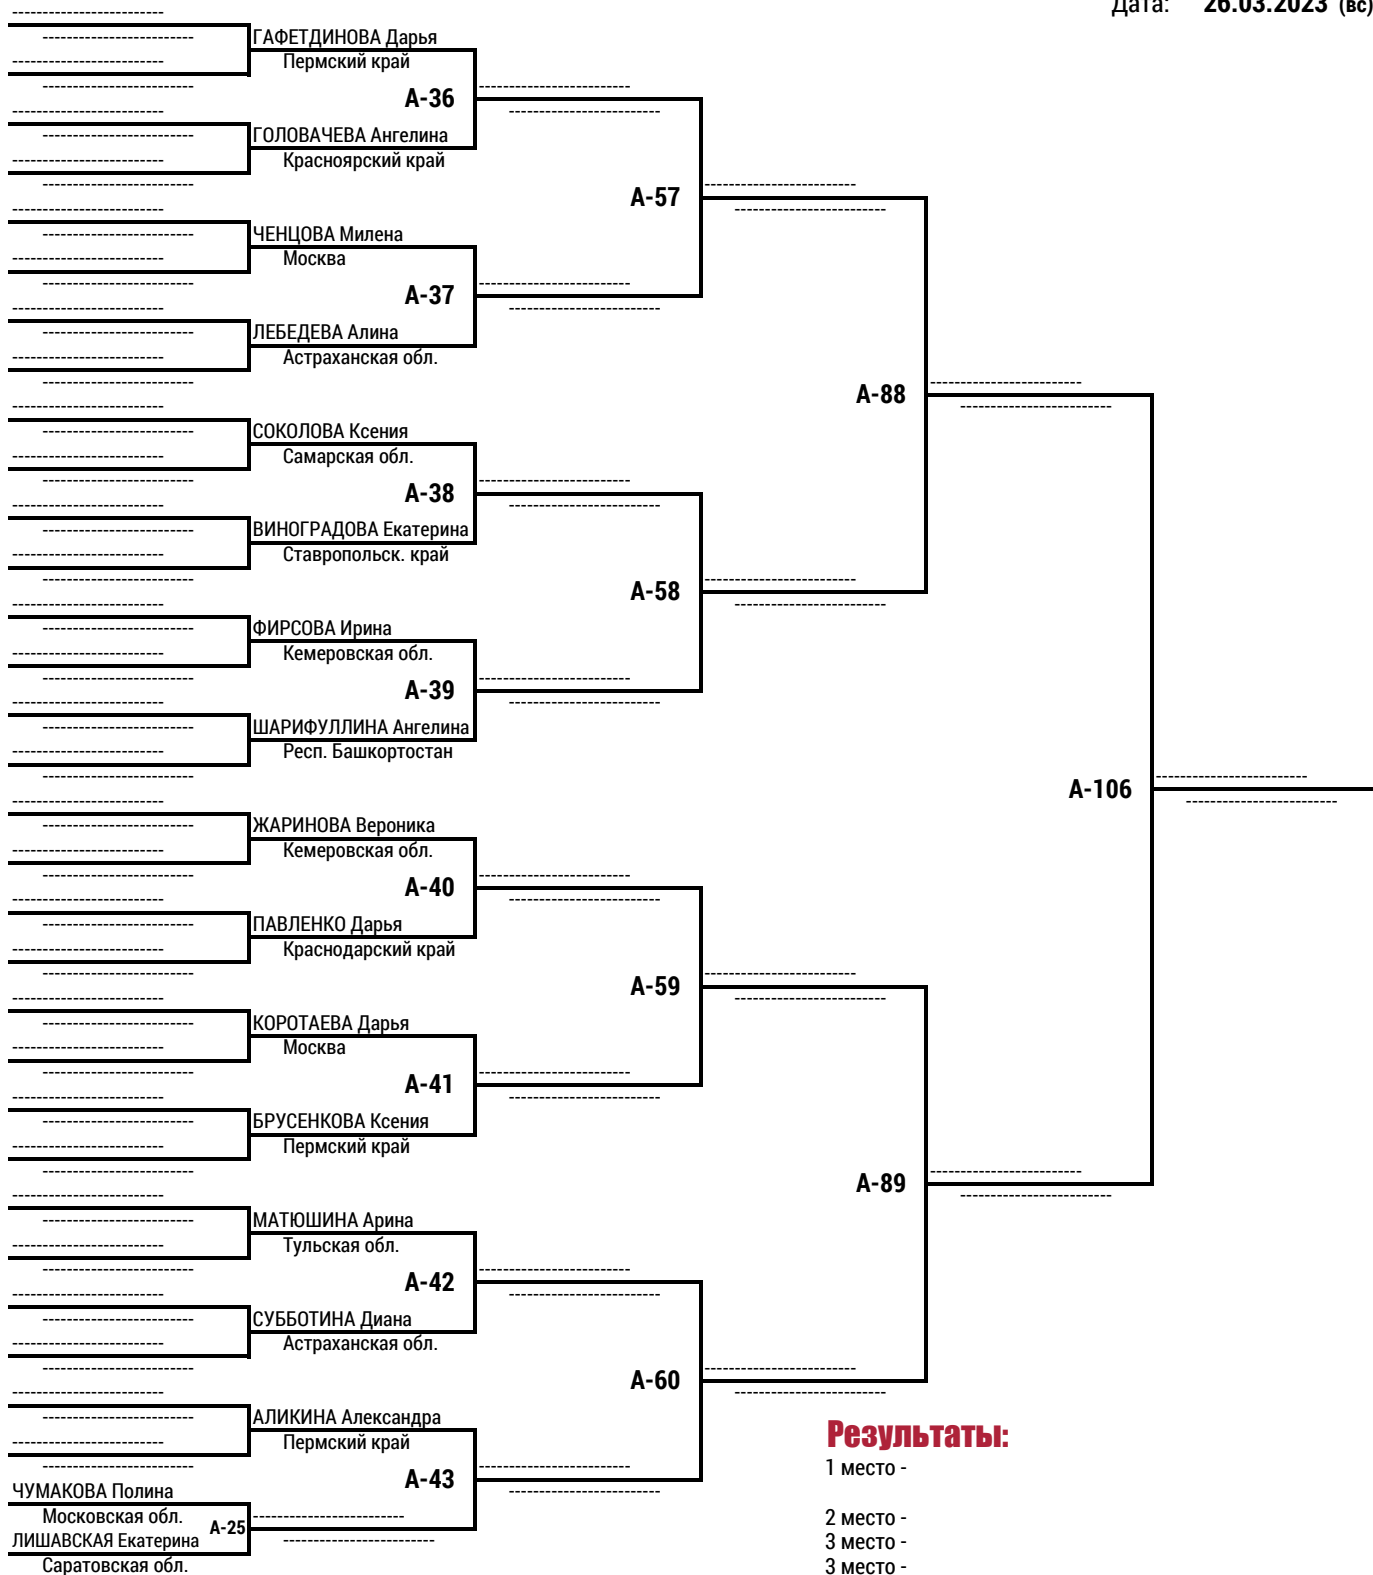 Дата: 26.03.2023 (вс)
ГАФЕТДИНОВА Дарья
Пермский край
А-36
ГОЛОВАЧЕВА Ангелина
Красноярский край
А-57
ЧЕНЦОВА Милена
Москва
А-37
ЛЕБЕДЕВА Алина
Астраханская обл.
А-88
СОКОЛОВА Ксения
Самарская обл.
А-38
ВИНОГРАДОВА Екатерина
Ставропольск. край
А-58
ФИРСОВА Ирина
Кемеровская обл.
А-39
ШАРИФУЛЛИНА Ангелина
Респ. Башкортостан
А-106
ЖАРИНОВА Вероника
Кемеровская обл.
А-40
ПАВЛЕНКО Дарья
Краснодарский край
А-59
КОРОТАЕВА Дарья
Москва
А-41
БРУСЕНКОВА Ксения
Пермский край
А-89
МАТЮШИНА Арина
Тульская обл.
А-42
СУББОТИНА Диана
Астраханская обл.
А-60
АЛИКИНА Александра
Пермский край
А-43
ЧУМАКОВА Полина
Московская обл.
А-25
ЛИШАВСКАЯ Екатерина
Саратовская обл.
Результаты:
1 место -
2 место -
3 место -
3 место -